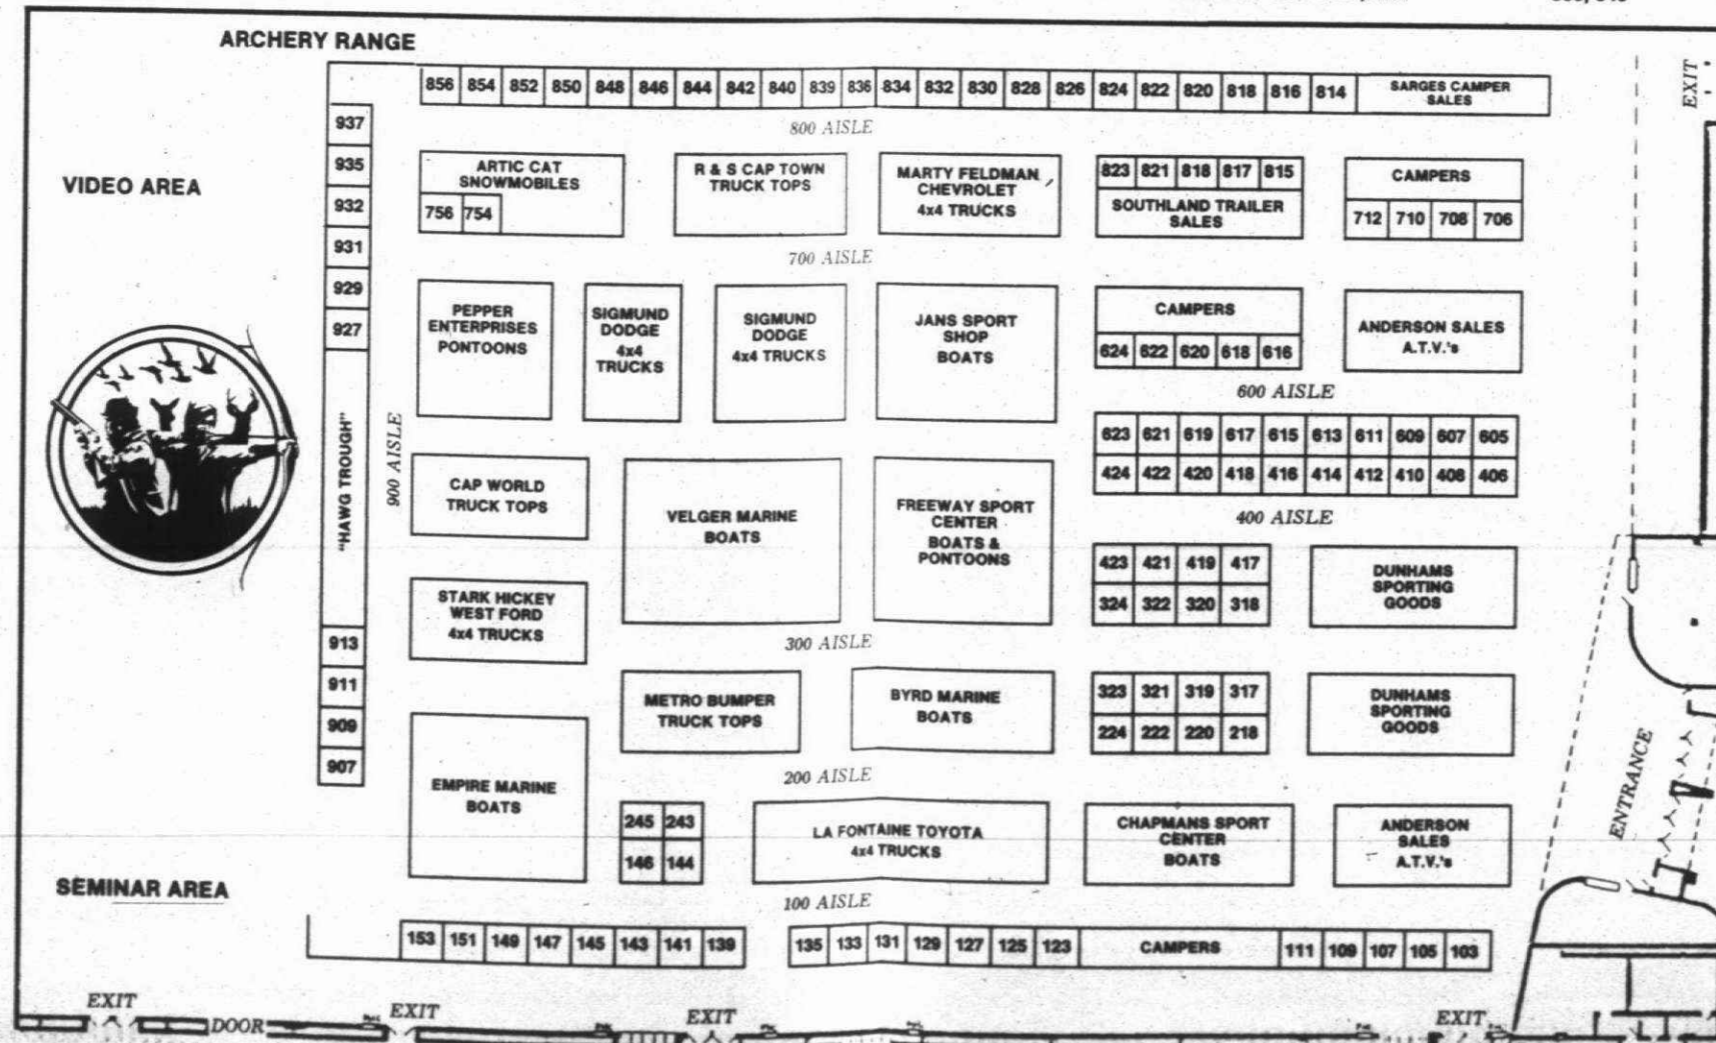 ARCHERY RANGE
EXIT
856 854 852 850 848 846 844 842 840 839 836 834 832 830 828 826 824 822 820 818 816 814 SARGES CAMPER
SALES
800 AISLE
937
935
932
931
929
927
VIDEO AREA
ARTIC CAT
SNOWMOBILES
756 754
R & S CAP TOWN
TRUCK TOPS
MARTY FELDMAN
CHEVROLET
4x4 TRUCKS
823 821 818 817 815
SOUTHLAND TRAILER
SALES
CAMPERS
712 710 708 706
700 AISLE
PEPPER
ENTERPRISES
PONTOONS
SIGMUND
DODGE
4x4
TRUCKS
SIGMUND
DODGE
4x4 TRUCKS
JANS SPORT
SHOP
BOATS
CAMPERS
624 622 620 618 616
ANDERSON SALES
A.T.V.'s
600 AISLE
"HAWG TROUGH"
900 AISLE
623 621 619 617 615 613 611 609 607 605
424 422 420 418 416 414 412 410 408 406
400 AISLE
CAP WORLD
TRUCK TOPS
VELGER MARINE
BOATS
FREEWAY SPORT
CENTER
BOATS &
PONTOONS
423 421 419 417
324 322 320 318
DUNHAMS
SPORTING
GOODS
STARK HICKEY
WEST FORD
4x4 TRUCKS
300 AISLE
913
911
909
907
METRO BUMPER
TRUCK TOPS
BYRD MARINE
BOATS
323 321 319 317
224 222 220 218
DUNHAMS
SPORTING
GOODS
ENTRANCE
200 AISLE
EMPIRE MARINE
BOATS
245 243
146 144
LA FONTAINE TOYOTA
4x4 TRUCKS
CHAPMANS SPORT
CENTER
BOATS
ANDERSON
SALES
A.T.V.'s
SEMINAR AREA
100 AISLE
153 151 149 147 145 143 141 139 135 133 131 129 127 125 123 CAMPERS 111 109 107 105 103
EXIT
DOOR
EXIT
EXIT
EXIT